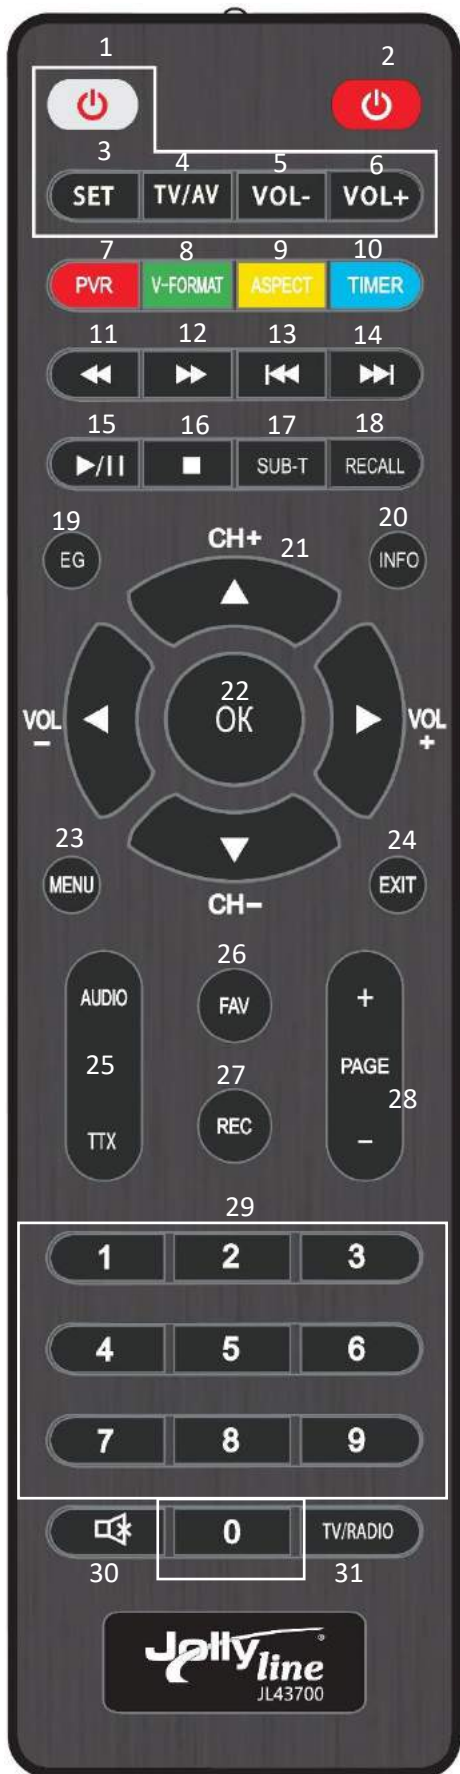 1 2
3 4 5 6
SET TV/AV VOL- VOL+
7 8 9 10
PVR V-FORMAT ASPECT TIMER
11 12 13 14
15 16 17 18
SUB-T RECALL
19 20
EG CH+ 21 INFO
22
VOL - OK VOL +
23 24
MENU CH- EXIT
26
AUDIO FAV +
25 27 PAGE
28
TTX REC -
29
1 2 3
4 5 6
7 8 9
0 TV/RADIO
30 31
Jolly
line
JL43700